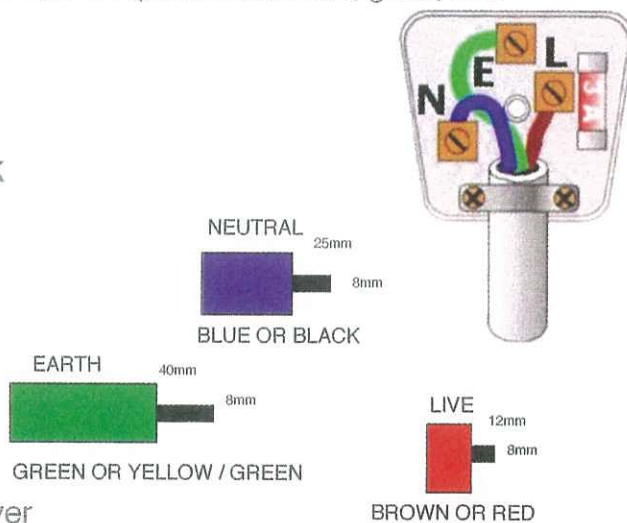 E
L
N
3 A
NEUTRAL
25mm
8mm
BLUE OR BLACK
EARTH
40mm
8mm
GREEN OR YELLOW / GREEN
LIVE
12mm
8mm
BROWN OR RED